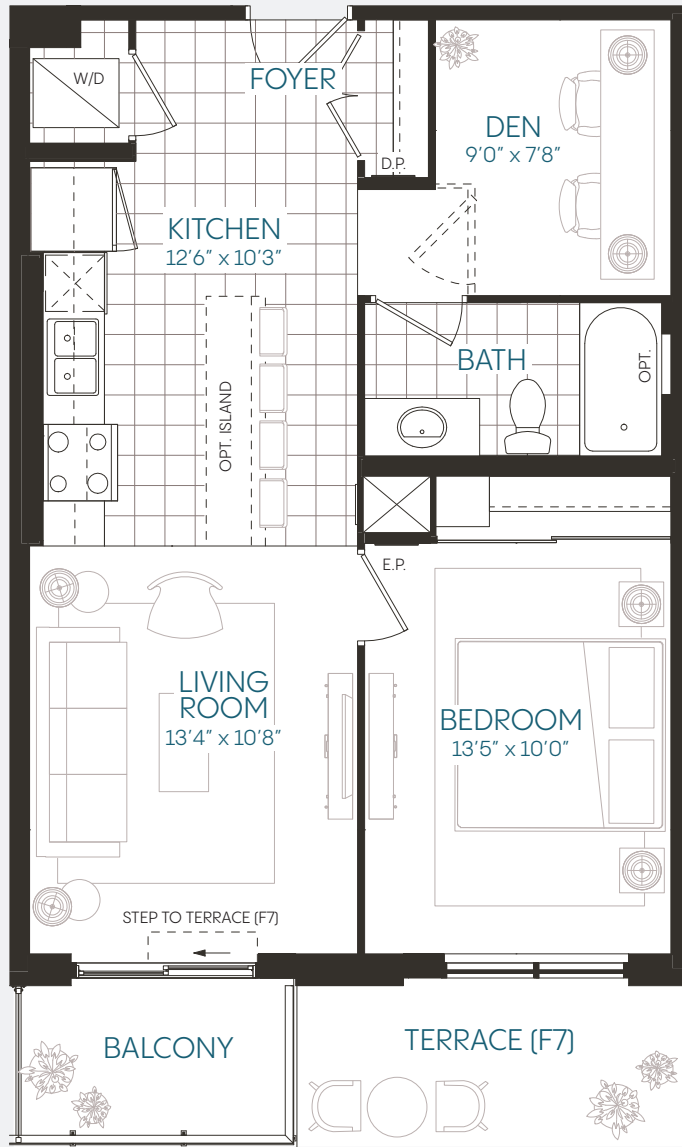 W/D
FOYER
DEN
9'0" x 7'8"
D.P.
KITCHEN
12'6" x 10'3"
BATH
OPT.
OPT. ISLAND
E.P.
LIVING
ROOM
13'4" x 10'8"
BEDROOM
13'5" x 10'0"
STEP TO TERRACE (F7)
BALCONY
TERRACE (F7)